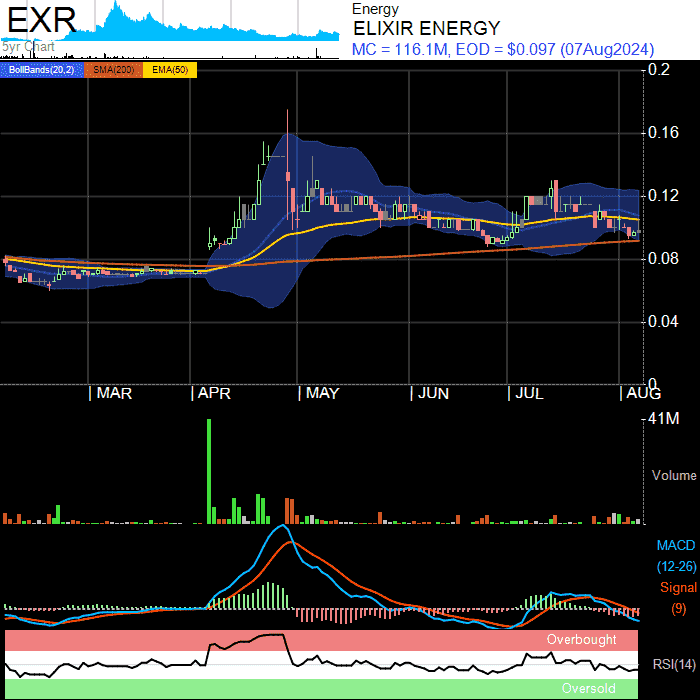 EXR
5yr Chart
Energy
ELIXIR ENERGY
MC = 116.1M, EOD = $0.097 (07Aug2024)
BollBands(20,2) SMA(200) EMA(50)
0.2
0.16
0.12
0.08
0.04
0
| MAR | APR | MAY | JUN | JUL | AUG
41M
Volume
MACD
(12-26)
Signal
(9)
Overbought
RSI(14)
Oversold